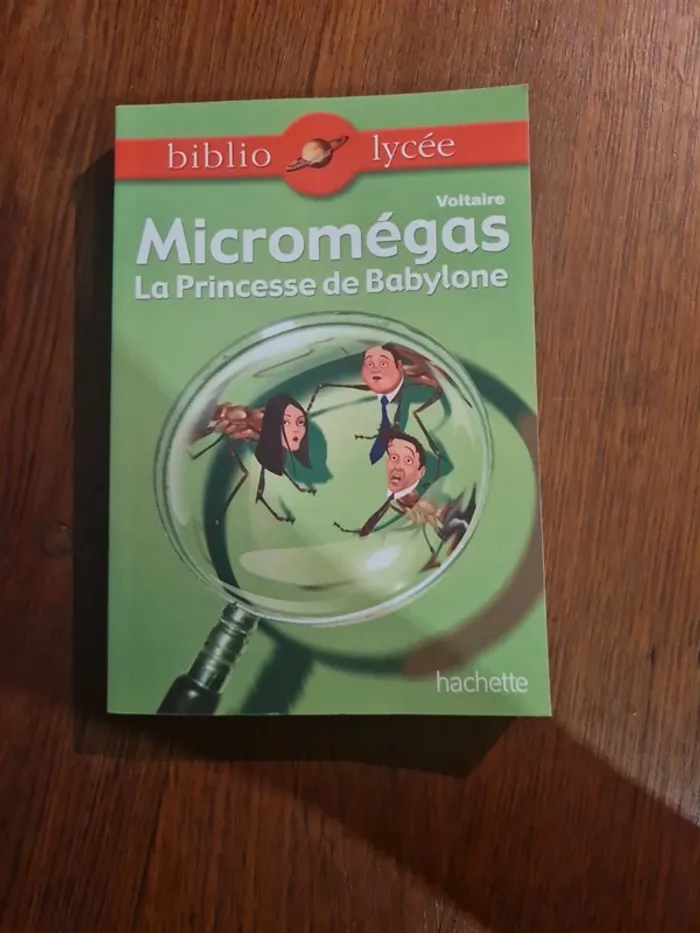 biblio lycée
Voltaire
Micromégas
La Princesse de Babylone
hachette